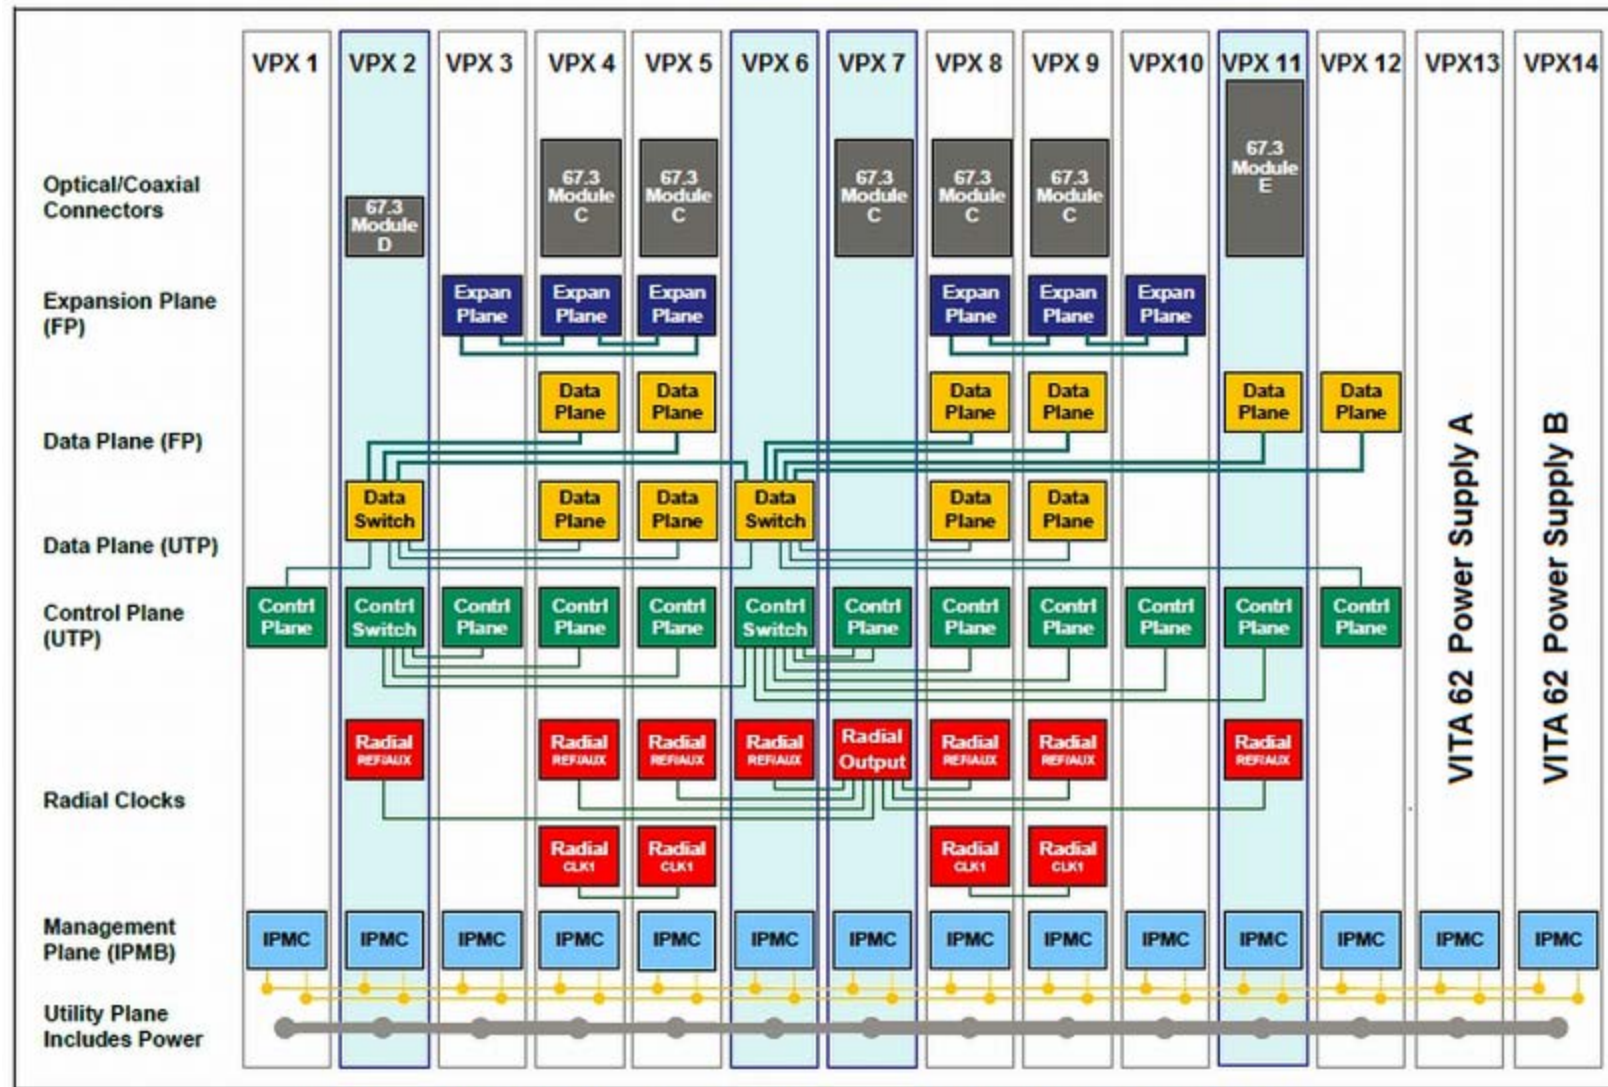 VPX 1 VPX 2 VPX 3 VPX 4 VPX 5 VPX 6 VPX 7 VPX 8 VPX 9 VPX10 VPX 11 VPX 12 VPX13 VPX14
Optical/Coaxial
Connectors
67.3
Module
D
67.3
Module
C
67.3
Module
C
67.3
Module
C
67.3
Module
C
67.3
Module
C
67.3
Module
E
Expansion Plane
(FP)
Expan
Plane
Expan
Plane
Expan
Plane
Expan
Plane
Expan
Plane
Expan
Plane
Data Plane (FP)
Data
Plane
Data
Plane
Data
Plane
Data
Plane
Data
Plane
Data
Plane
Data Plane (UTP)
Data
Switch
Data
Plane
Data
Plane
Data
Switch
Data
Plane
Data
Plane
Control Plane
(UTP)
Contrl
Plane
Contrl
Switch
Contrl
Plane
Contrl
Plane
Contrl
Plane
Contrl
Switch
Contrl
Plane
Contrl
Plane
Contrl
Plane
Contrl
Plane
Contrl
Plane
Contrl
Plane
Radial Clocks
Radial
REF/AUX
Radial
REF/AUX
Radial
REF/AUX
Radial
REF/AUX
Radial
Output
Radial
REF/AUX
Radial
REF/AUX
Radial
REF/AUX
Radial
CLK1
Radial
CLK1
Radial
CLK1
Radial
CLK1
Management
Plane (IPMB)
IPMC IPMC IPMC IPMC IPMC IPMC IPMC IPMC IPMC IPMC IPMC IPMC IPMC IPMC
Utility Plane
Includes Power
VITA 62 Power Supply A
VITA 62 Power Supply B